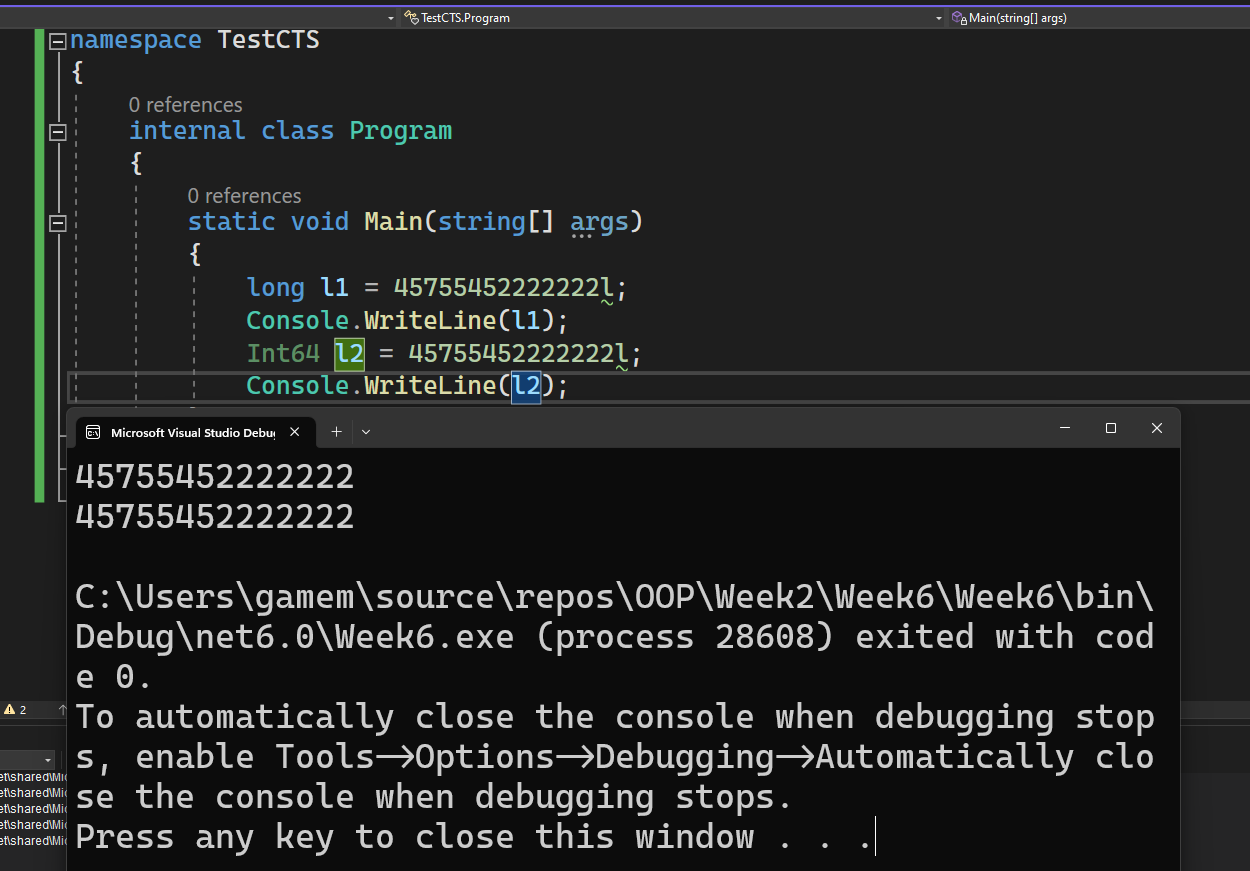 TestCTS.Program
Main(string[] args)
namespace TestCTS
{
0 references
internal class Program
{
0 references
static void Main(string[] args)
{
long l1 = 45755452222222l;
Console.WriteLine(l1);
Int64 l2 = 45755452222222l;
Console.WriteLine(l2);
Microsoft Visual Studio Debu
45755452222222
45755452222222
C:\Users\gamem\source\repos\OOP\Week2\Week6\Week6\bin\
Debug\net6.0\Week6.exe (process 28608) exited with cod
e 0.
To automatically close the console when debugging stop
s, enable Tools->Options->Debugging->Automatically clo
se the console when debugging stops.
Press any key to close this window . . .
2
et\shared\Mic
et\shared\Mic
et\shared\Mic
et\shared\Mic
et\shared\Mic